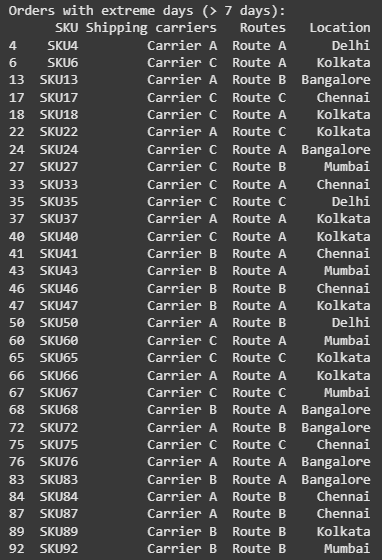 Orders with extreme days (> 7 days):
SKU Shipping carriers Routes Location
4 SKU4 Carrier A Route A Delhi
6 SKU6 Carrier C Route A Kolkata
13 SKU13 Carrier A Route B Bangalore
17 SKU17 Carrier C Route C Chennai
18 SKU18 Carrier C Route A Kolkata
22 SKU22 Carrier A Route C Kolkata
24 SKU24 Carrier C Route A Bangalore
27 SKU27 Carrier C Route B Mumbai
33 SKU33 Carrier C Route A Chennai
35 SKU35 Carrier C Route C Delhi
37 SKU37 Carrier A Route A Kolkata
40 SKU40 Carrier C Route A Kolkata
41 SKU41 Carrier B Route A Chennai
43 SKU43 Carrier B Route A Mumbai
46 SKU46 Carrier B Route B Chennai
47 SKU47 Carrier B Route A Kolkata
50 SKU50 Carrier A Route B Delhi
60 SKU60 Carrier C Route A Mumbai
65 SKU65 Carrier C Route C Kolkata
66 SKU66 Carrier A Route A Kolkata
67 SKU67 Carrier C Route C Mumbai
68 SKU68 Carrier B Route A Bangalore
72 SKU72 Carrier A Route B Bangalore
75 SKU75 Carrier C Route C Chennai
76 SKU76 Carrier A Route A Bangalore
83 SKU83 Carrier B Route A Bangalore
84 SKU84 Carrier A Route B Chennai
87 SKU87 Carrier A Route B Chennai
89 SKU89 Carrier B Route B Kolkata
92 SKU92 Carrier B Route B Mumbai